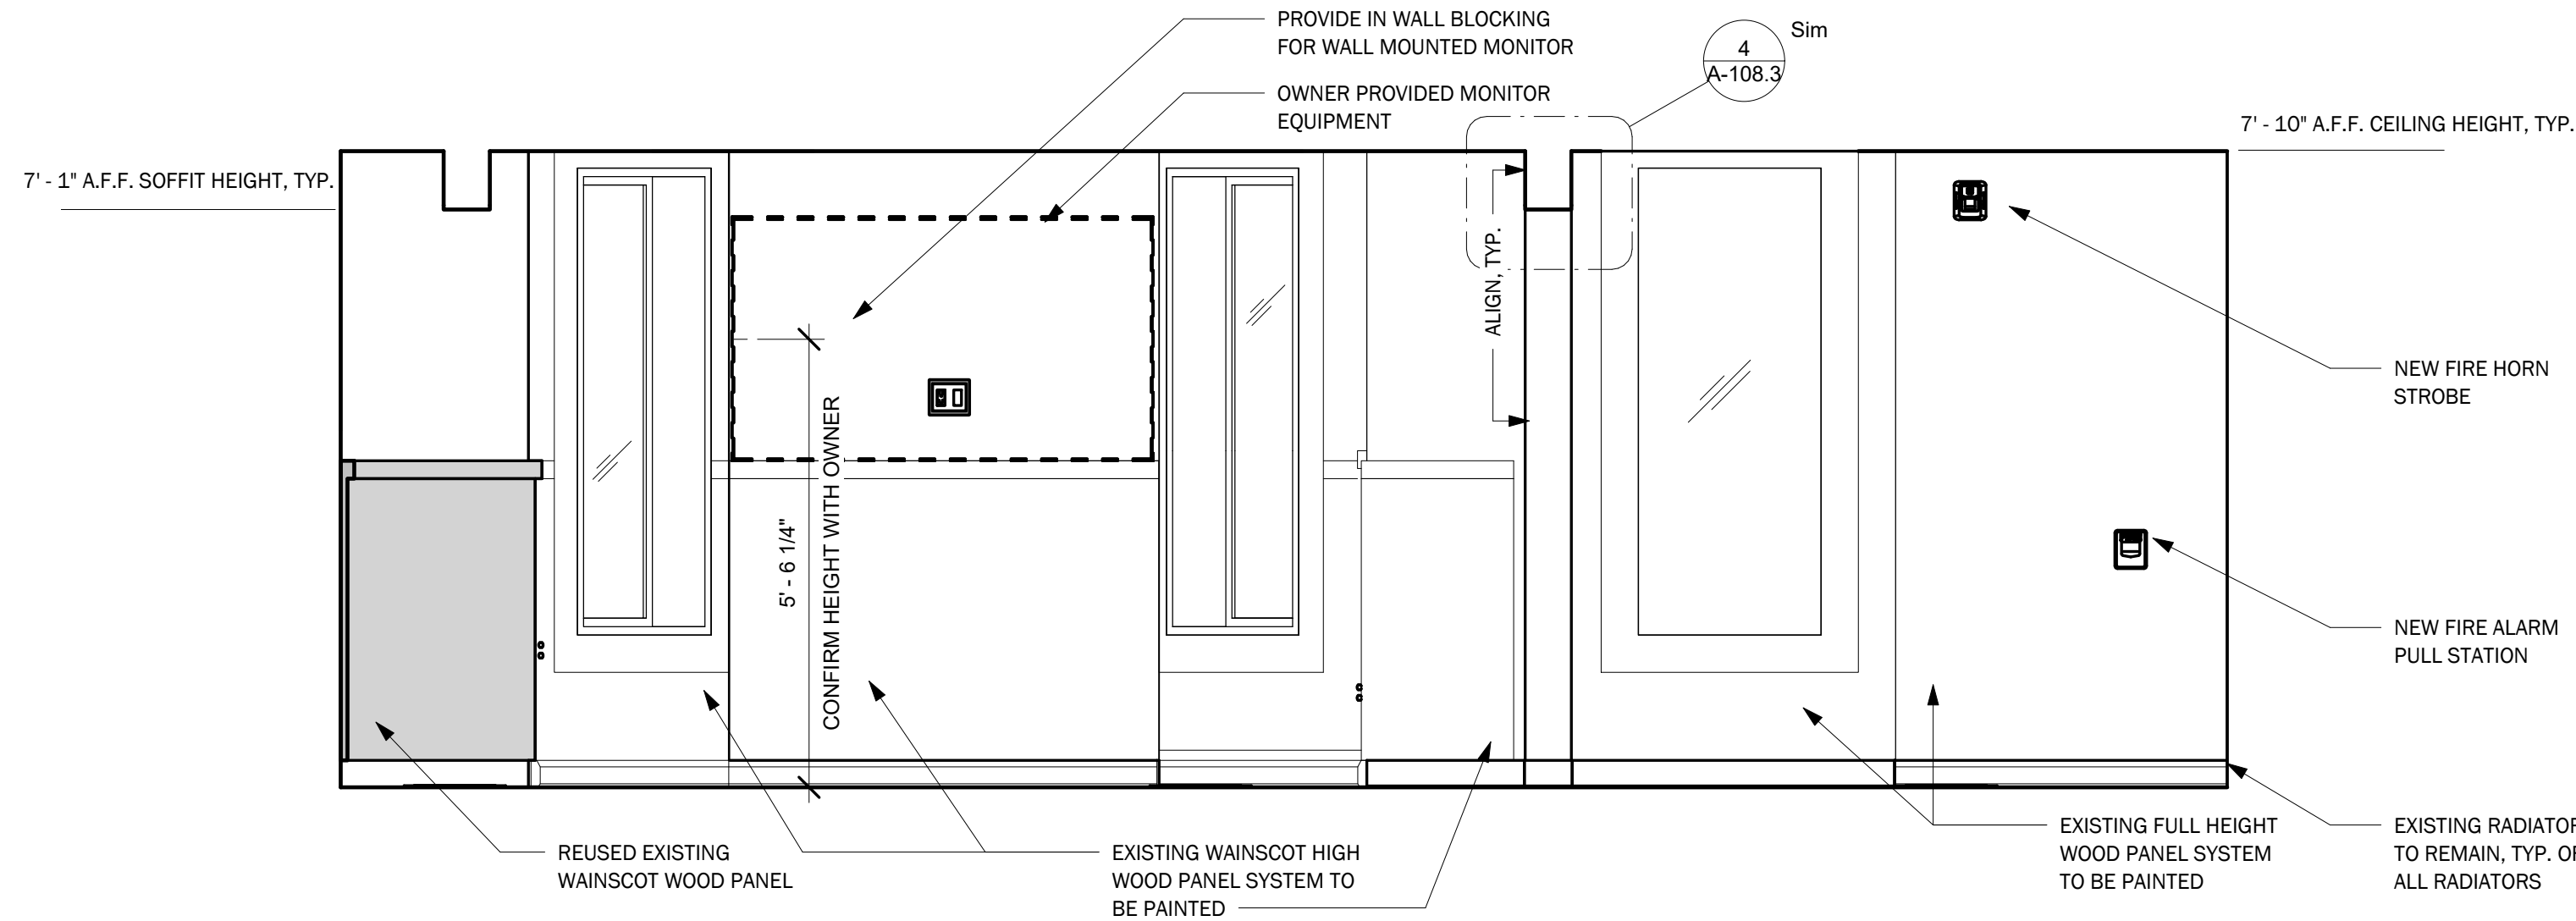 PROVIDE IN WALL BLOCKING
FOR WALL MOUNTED MONITOR
OWNER PROVIDED MONITOR
EQUIPMENT
4
A-108.3
Sim
7' - 10" A.F.F. CEILING HEIGHT, TYP.
7' - 1" A.F.F. SOFFIT HEIGHT, TYP.
ALIGN, TYP.
5' - 6 1/4"
CONFIRM HEIGHT WITH OWNER
NEW FIRE HORN
STROBE
NEW FIRE ALARM
PULL STATION
REUSED EXISTING
WAINSCOT WOOD PANEL
EXISTING WAINSCOT HIGH
WOOD PANEL SYSTEM TO
BE PAINTED
EXISTING FULL HEIGHT
WOOD PANEL SYSTEM
TO BE PAINTED
EXISTING RADIATOR
TO REMAIN, TYP. OF
ALL RADIATORS